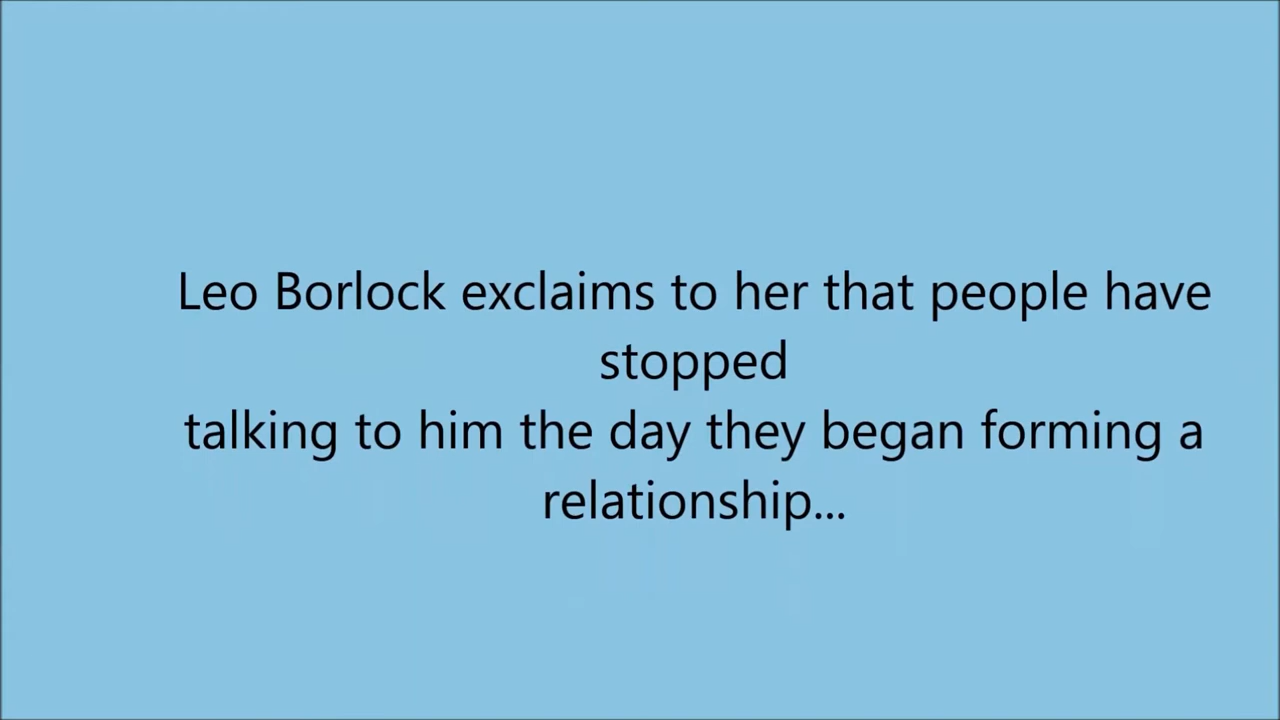 Leo Borlock exclaims to her that people have
stopped
talking to him the day they began forming a
relationship...